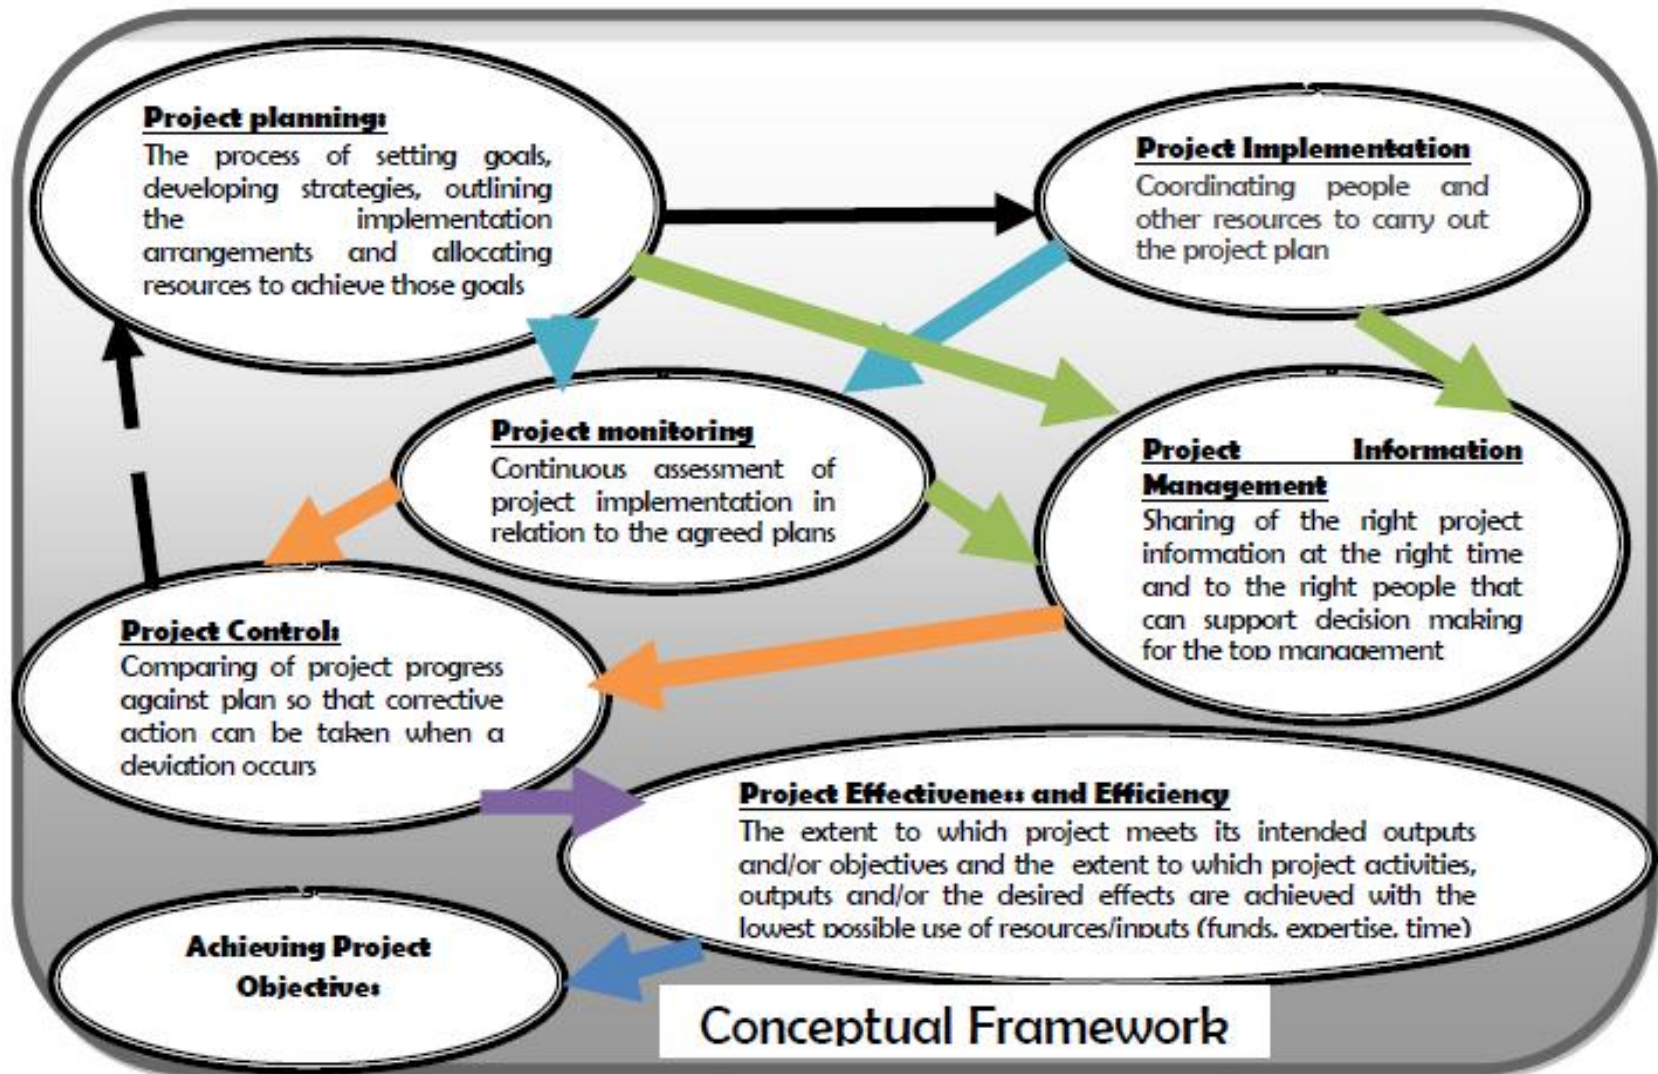 Project planning:
The process of setting goals,
developing strategies, outlining
the implementation
arrangements and allocating
resources to achieve those goals
Project Implementation
Coordinating people and
other resources to carry out
the project plan
Project monitoring
Continuous assessment of
project implementation in
relation to the agreed plans
Project Information
Management
Sharing of the right project
information at the right time
and to the right people that
can support decision making
for the top management
Project Control:
Comparing of project progress
against plan so that corrective
action can be taken when a
deviation occurs
Project Effectiveness and Efficiency
The extent to which project meets its intended outputs
and/or objectives and the extent to which project activities,
outputs and/or the desired effects are achieved with the
lowest possible use of resources/inputs (funds, expertise, time)
Achieving Project
Objectives
Conceptual Framework